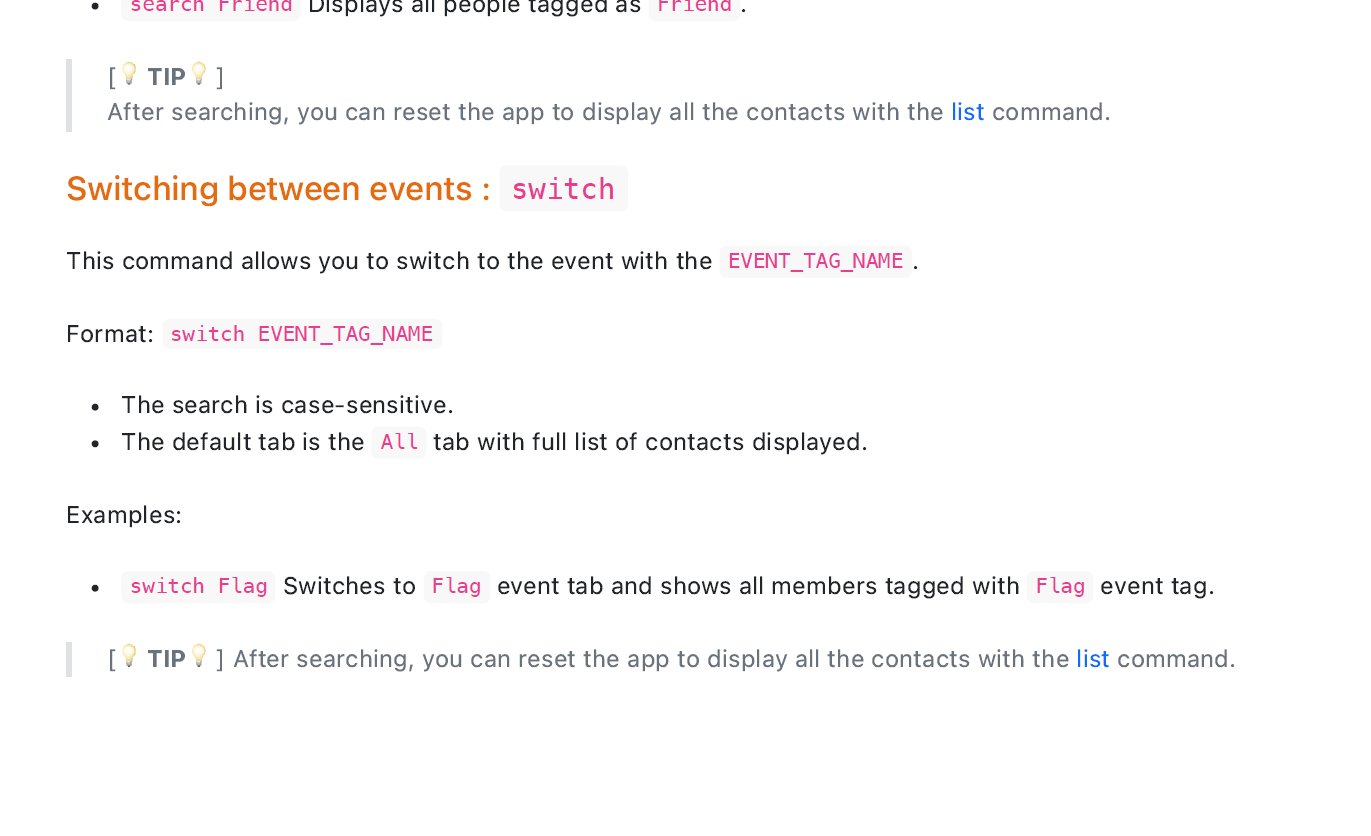 • search Friend Displays all people tagged as Friend.
[💡 TIP💡]
After searching, you can reset the app to display all the contacts with the list command.
Switching between events : switch
This command allows you to switch to the event with the EVENT_TAG_NAME.
Format: switch EVENT_TAG_NAME
• The search is case-sensitive.
• The default tab is the All tab with full list of contacts displayed.
Examples:
• switch Flag Switches to Flag event tab and shows all members tagged with Flag event tag.
[💡 TIP💡] After searching, you can reset the app to display all the contacts with the list command.